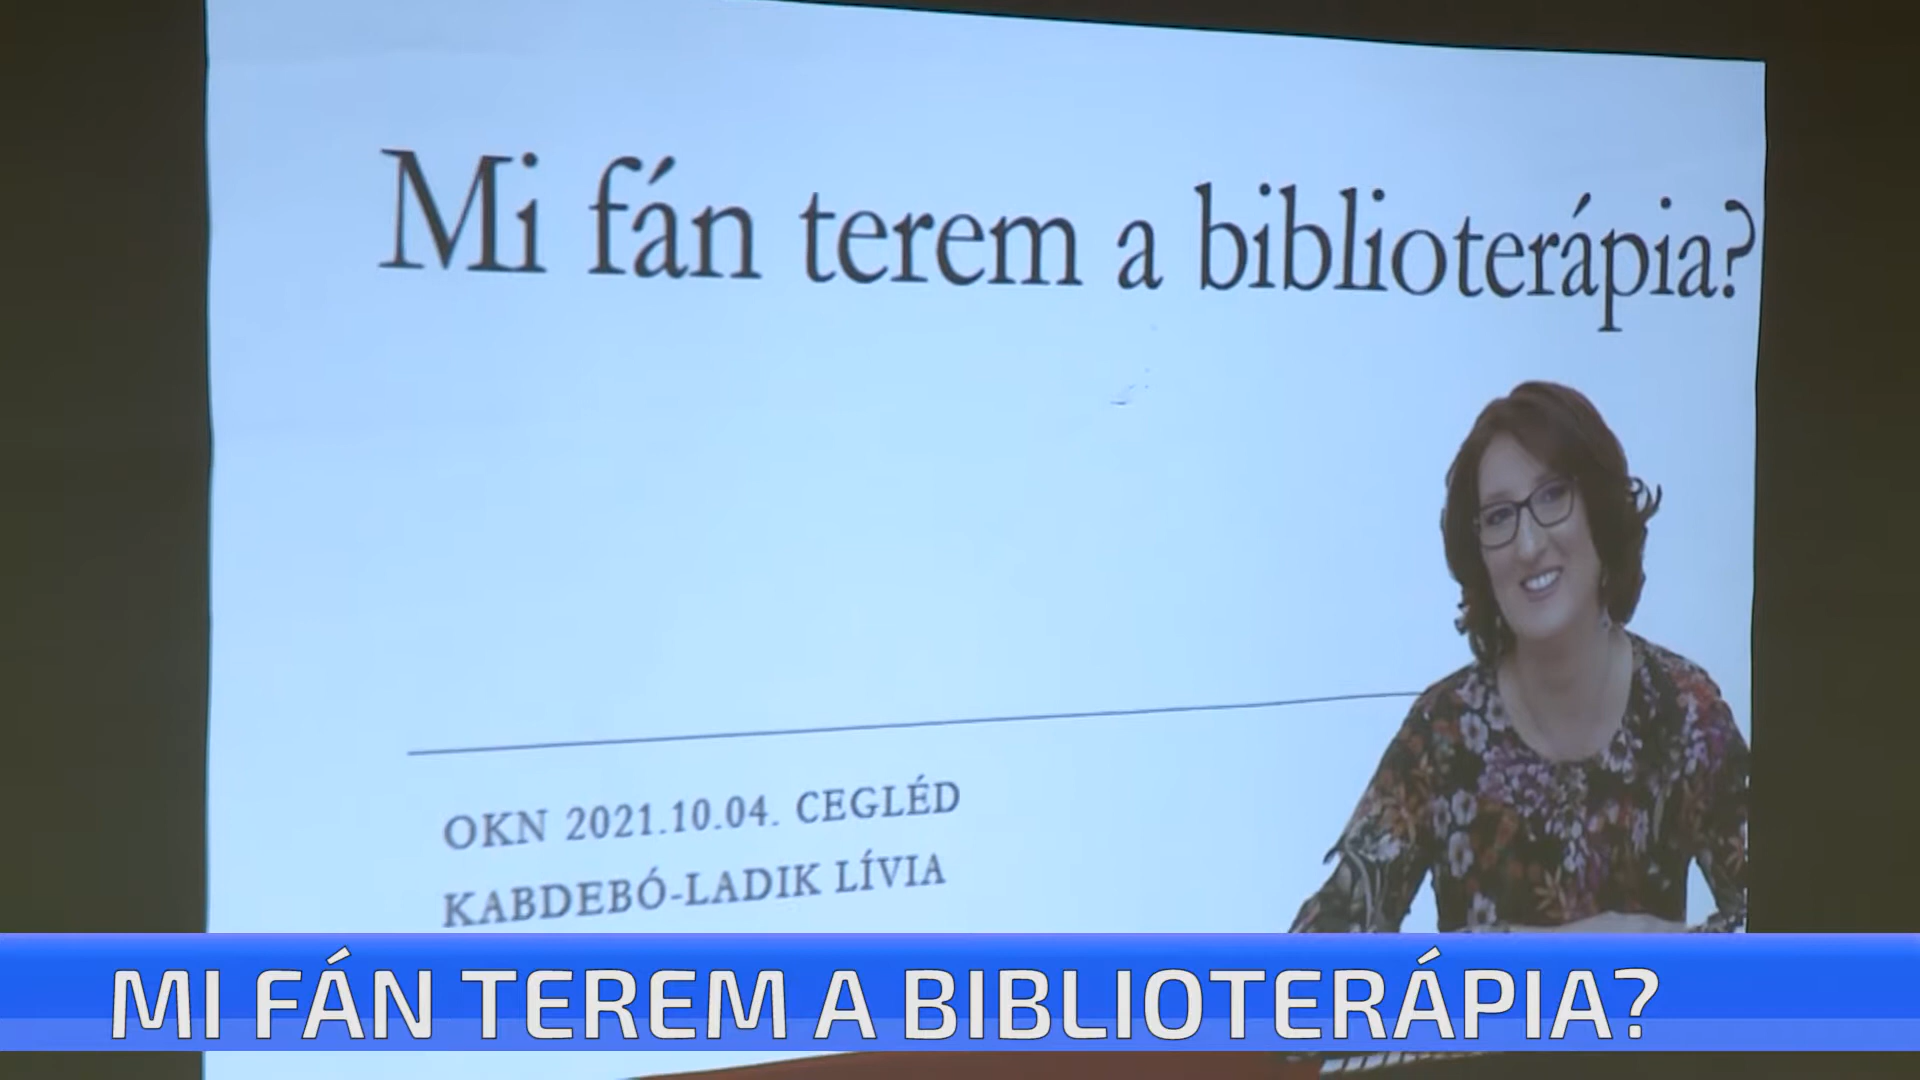 Mi fán terem a biblioterápia?
OKN 2021.10.04. CEGLÉD
KABDEBÓ-LADIK LÍVIA
MI FÁN TEREM A BIBLIOTERÁPIA?